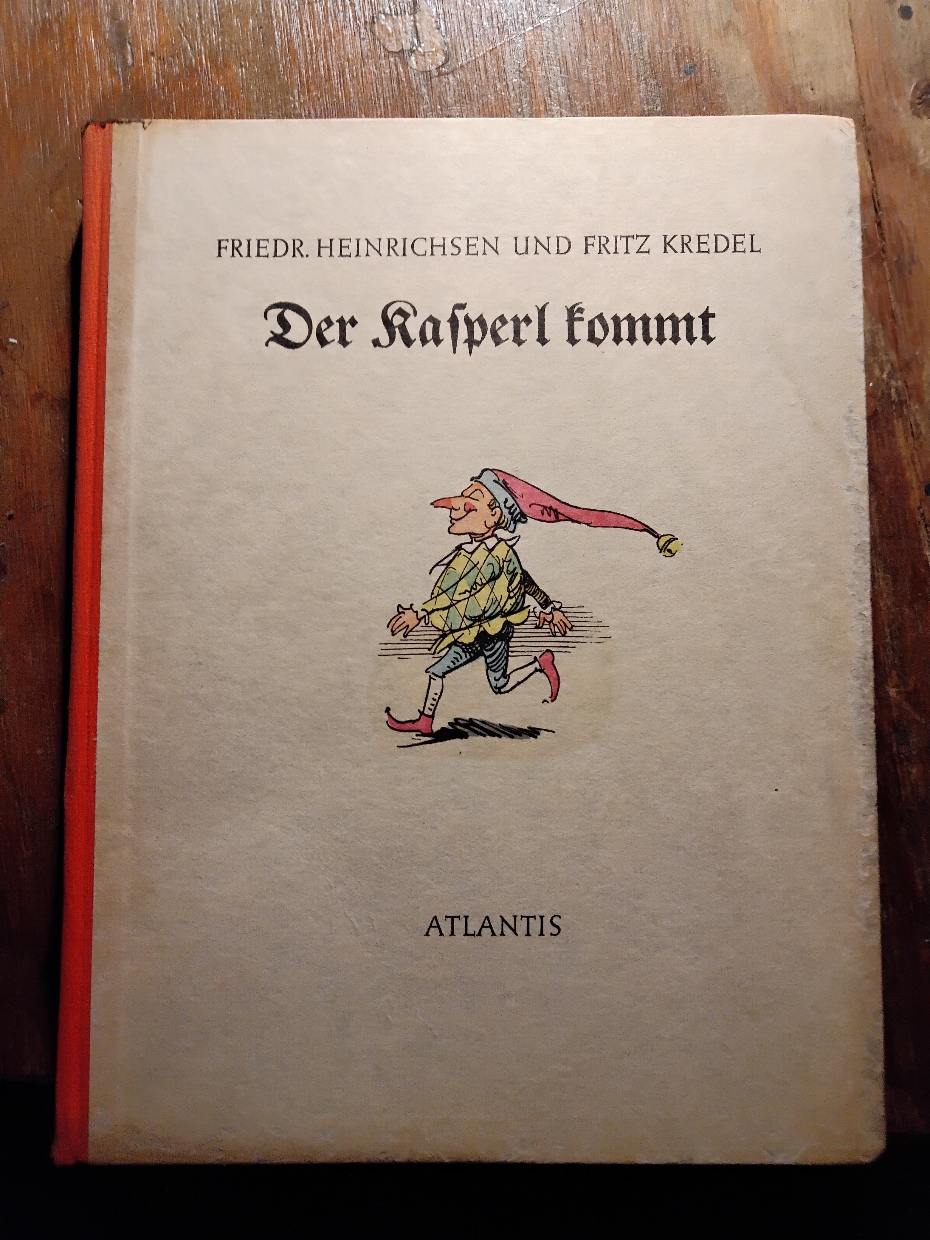 FRIEDR. HEINRICHSEN UND FRITZ KREDEL
Der Kaſperl kommt
ATLANTIS